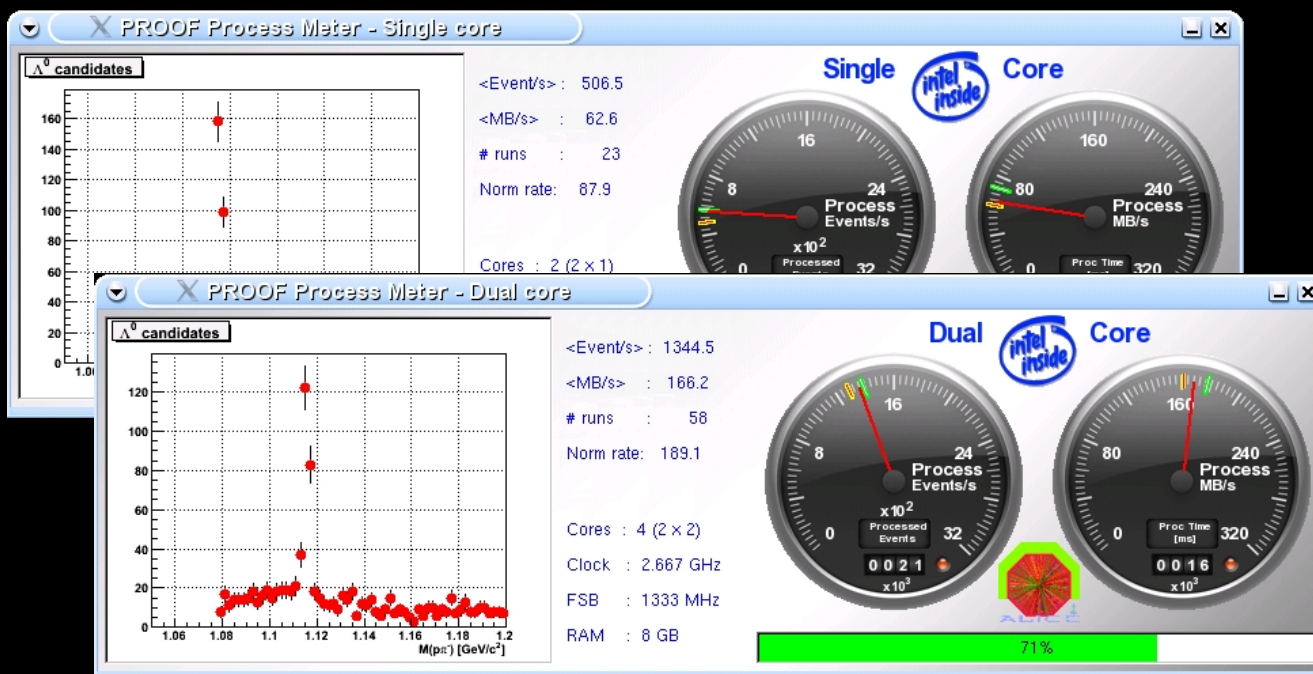 PROOF Process Meter - Single core
Λ⁰ candidates
160
140
120
100
80
60
40
20
0
<Event/s> : 506.5
<MB/s> : 62.6
# runs : 23
Norm rate: 87.9
Cores : 2 (2 x 1)
Single intel inside Core
16
8 24
Process
Events/s
x10²
Processed
0 32
160
80 240
Process
MB/s
Proc Time
0 320
PROOF Process Meter - Dual core
Λ⁰ candidates
120
100
80
60
40
20
0
1.06 1.08 1.1 1.12 1.14 1.16 1.18 1.2
M(pπ⁻) [GeV/c²]
<Event/s> : 1344.5
<MB/s> : 166.2
# runs : 58
Norm rate: 189.1
Cores : 4 (2 x 2)
Clock : 2.667 GHz
FSB : 1333 MHz
RAM : 8 GB
Dual intel inside Core
16
8 24
Process
Events/s
x10²
Processed
Events
0 32
0021
x10³
160
80 240
Process
MB/s
Proc Time
[ms]
0 320
0016
x10³
ALICE
71%